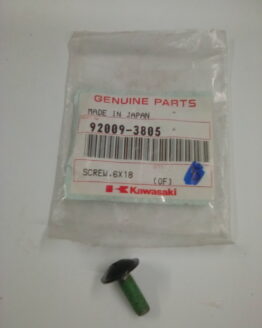 GENUINE PARTS
MADE IN JAPAN
92009-3805
SCREW.6X18 (OF)
Kawasaki